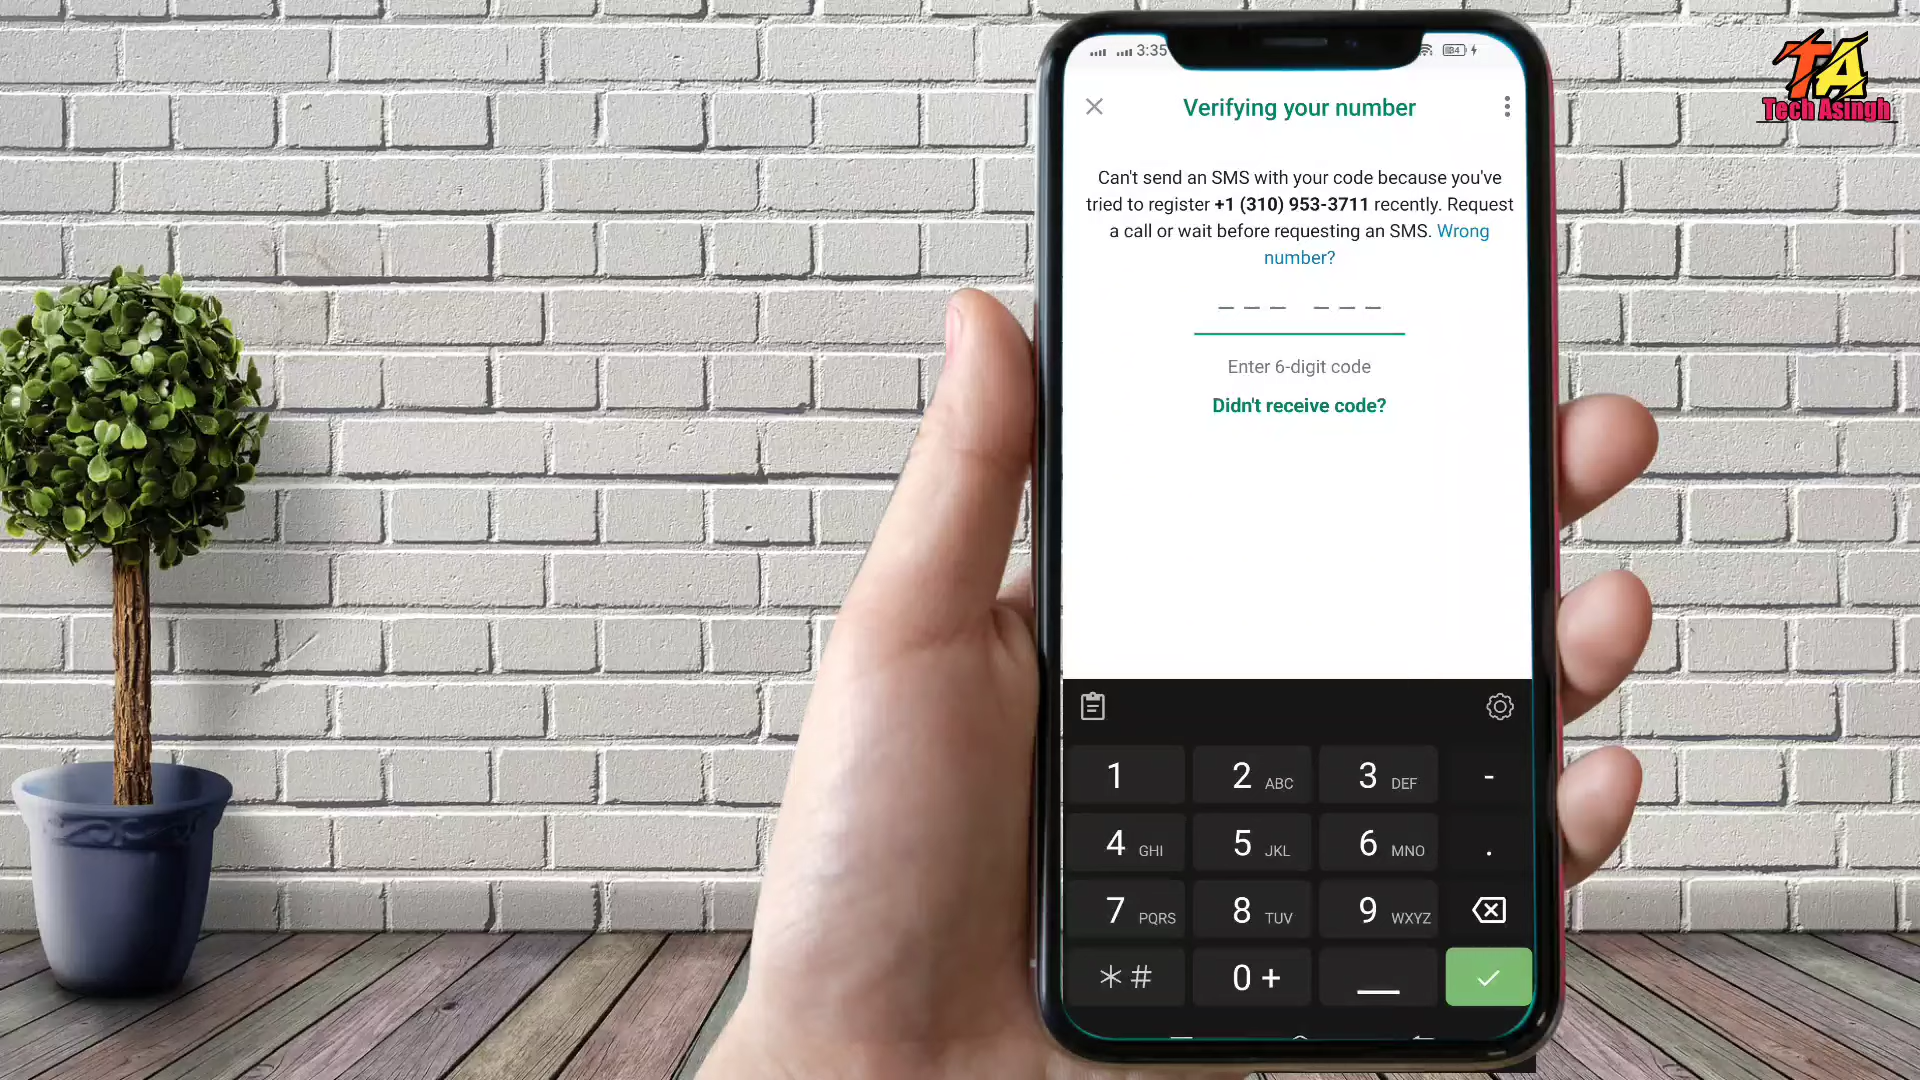 3:35
84
TA
Tech Asingh
Verifying your number
Can't send an SMS with your code because you've
tried to register +1 (310) 953-3711 recently. Request
a call or wait before requesting an SMS. Wrong
number?
Enter 6-digit code
Didn't receive code?
1 2 ABC 3 DEF -
4 GHI 5 JKL 6 MNO .
7 PQRS 8 TUV 9 WXYZ
*# 0 +